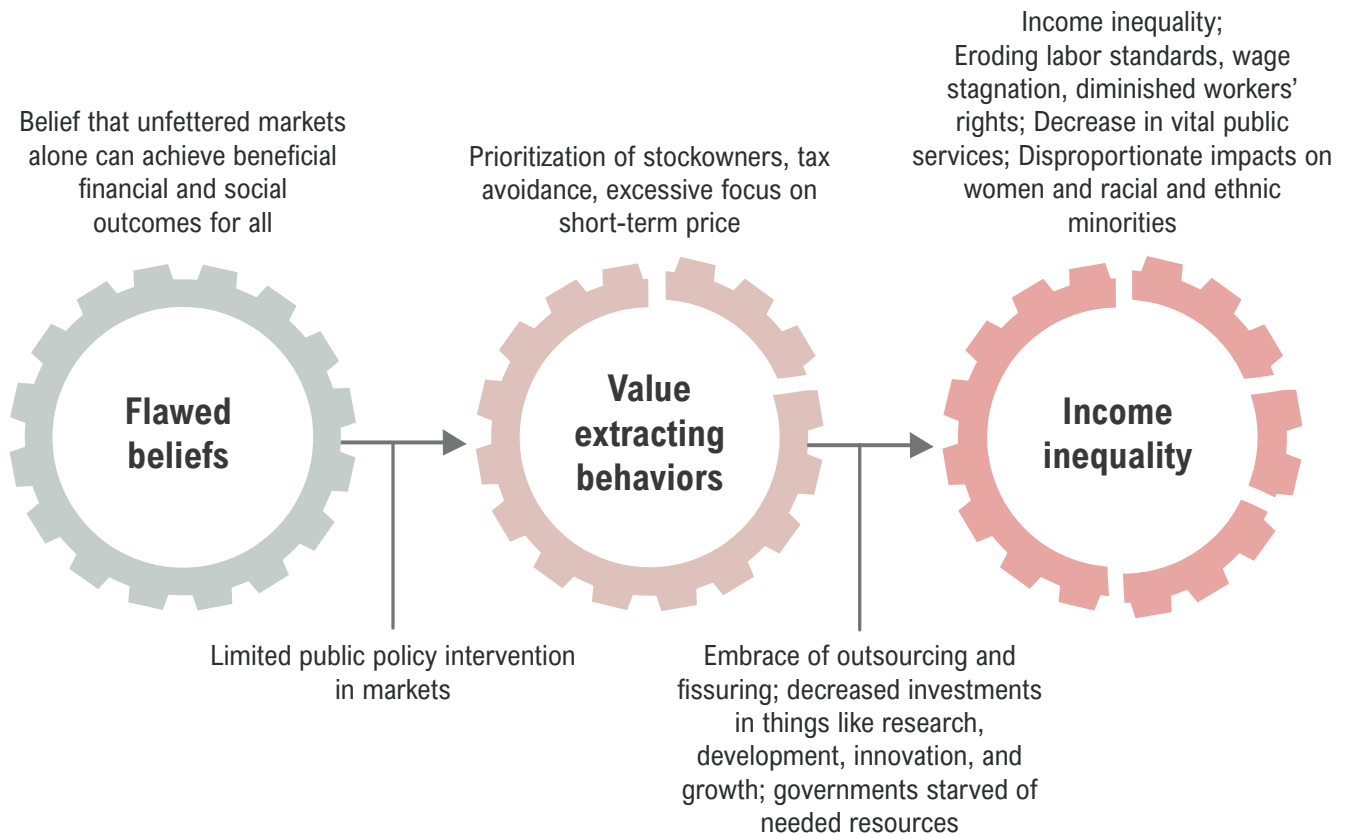 Belief that unfettered markets
alone can achieve beneficial
financial and social
outcomes for all
Flawed
beliefs
Limited public policy intervention
in markets
Prioritization of stockowners, tax
avoidance, excessive focus on
short-term price
Value
extracting
behaviors
Embrace of outsourcing and
fissuring; decreased investments
in things like research,
development, innovation, and
growth; governments starved of
needed resources
Income inequality;
Eroding labor standards, wage
stagnation, diminished workers’
rights; Decrease in vital public
services; Disproportionate impacts on
women and racial and ethnic
minorities
Income
inequality